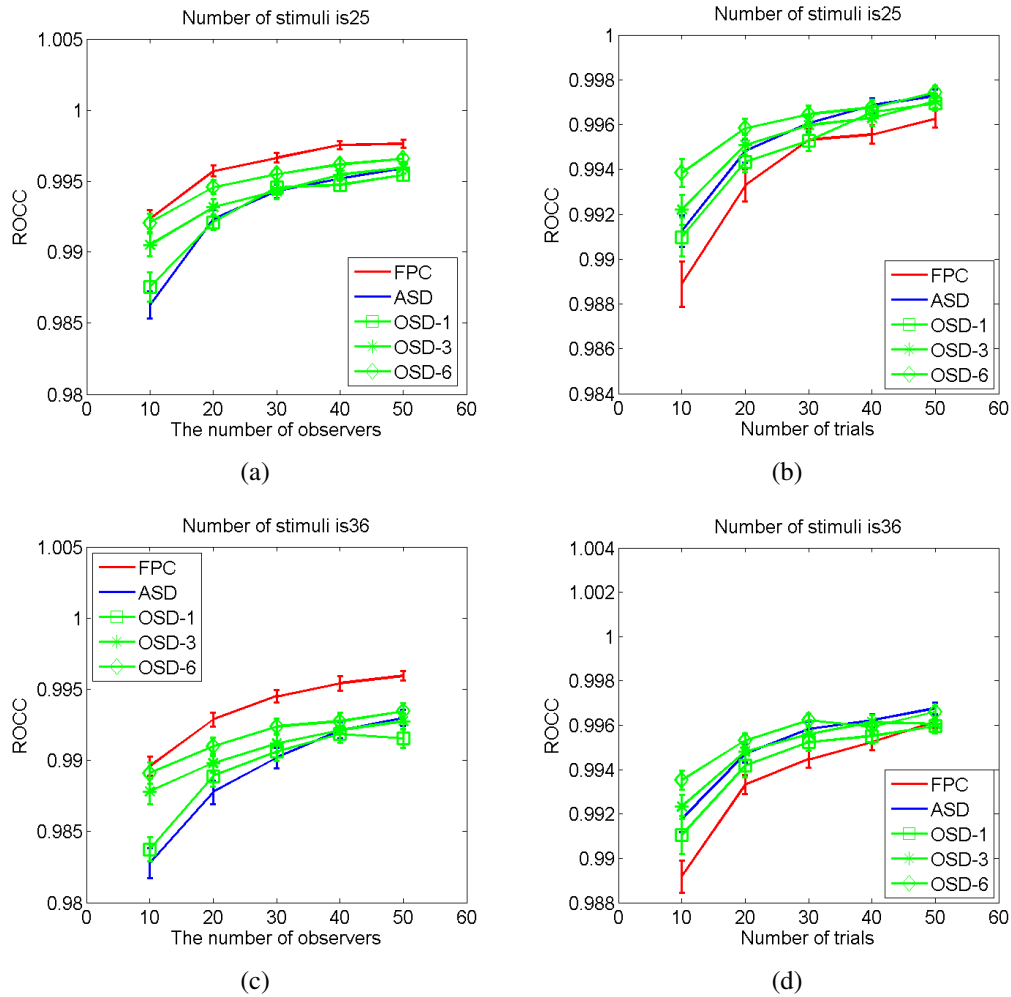 Number of stimuli is25
1.005
1
0.995
0.99
0.985
0.98
ROCC
FPC
ASD
OSD-1
OSD-3
OSD-6
0 10 20 30 40 50 60
The number of observers
(a)
Number of stimuli is25
1
0.998
0.996
0.994
0.992
0.99
0.988
0.986
0.984
ROCC
FPC
ASD
OSD-1
OSD-3
OSD-6
0 10 20 30 40 50 60
Number of trials
(b)
Number of stimuli is36
1.005
1
0.995
0.99
0.985
0.98
ROCC
FPC
ASD
OSD-1
OSD-3
OSD-6
0 10 20 30 40 50 60
The number of observers
(c)
Number of stimuli is36
1.004
1.002
1
0.998
0.996
0.994
0.992
0.99
0.988
ROCC
FPC
ASD
OSD-1
OSD-3
OSD-6
0 10 20 30 40 50 60
Number of trials
(d)